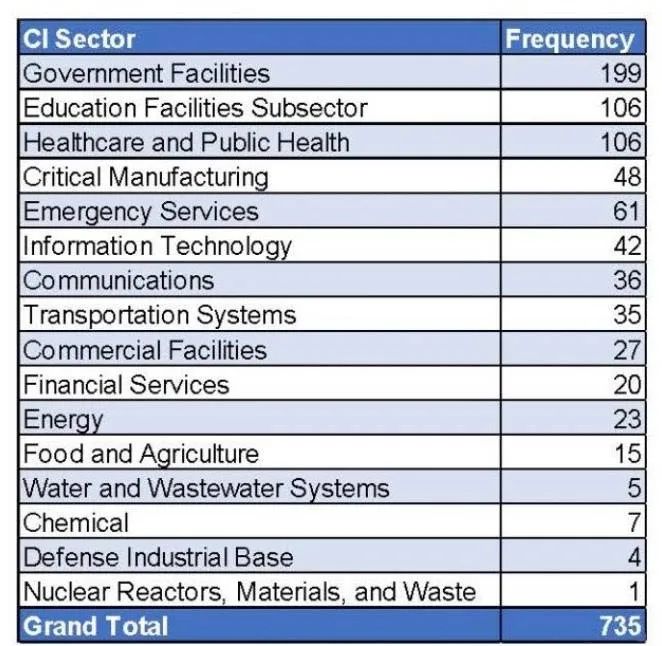 CI Sector Frequency
Government Facilities 199
Education Facilities Subsector 106
Healthcare and Public Health 106
Critical Manufacturing 48
Emergency Services 61
Information Technology 42
Communications 36
Transportation Systems 35
Commercial Facilities 27
Financial Services 20
Energy 23
Food and Agriculture 15
Water and Wastewater Systems 5
Chemical 7
Defense Industrial Base 4
Nuclear Reactors, Materials, and Waste 1
Grand Total 735